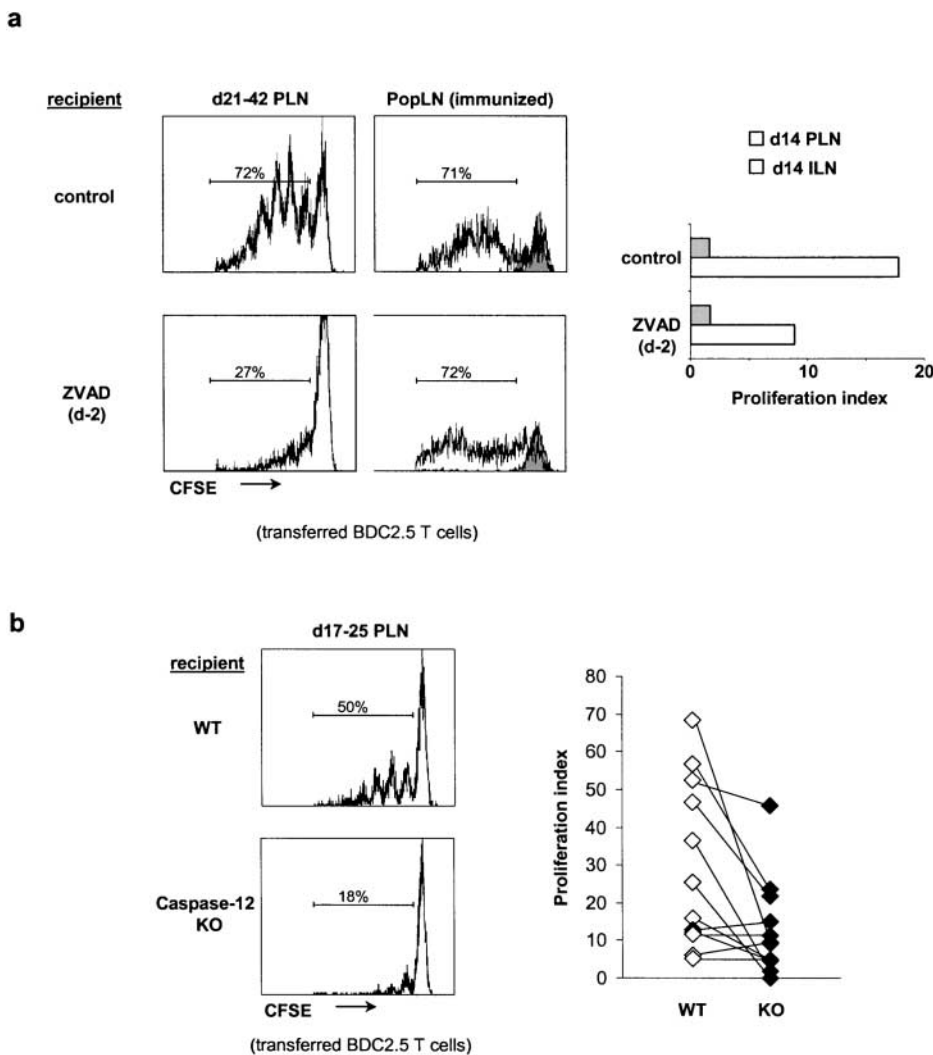 a
recipient
d21-42 PLN
PopLN (immunized)
control
72%
71%
ZVAD
(d-2)
27%
72%
CFSE
(transferred BDC2.5 T cells)
d14 PLN
d14 ILN
control
ZVAD
(d-2)
0
10
20
Proliferation index
b
d17-25 PLN
recipient
WT
50%
Caspase-12
KO
18%
CFSE
(transferred BDC2.5 T cells)
Proliferation index
80
70
60
50
40
30
20
10
0
WT
KO